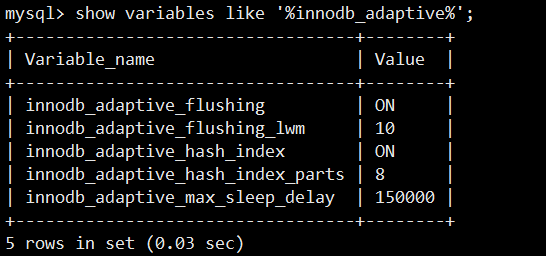 mysql> show variables like '%innodb_adaptive%';
+----------------------------------+--------+
| Variable_name                    | Value  |
+----------------------------------+--------+
| innodb_adaptive_flushing         | ON     |
| innodb_adaptive_flushing_lwm     | 10     |
| innodb_adaptive_hash_index       | ON     |
| innodb_adaptive_hash_index_parts | 8      |
| innodb_adaptive_max_sleep_delay  | 150000 |
+----------------------------------+--------+
5 rows in set (0.03 sec)